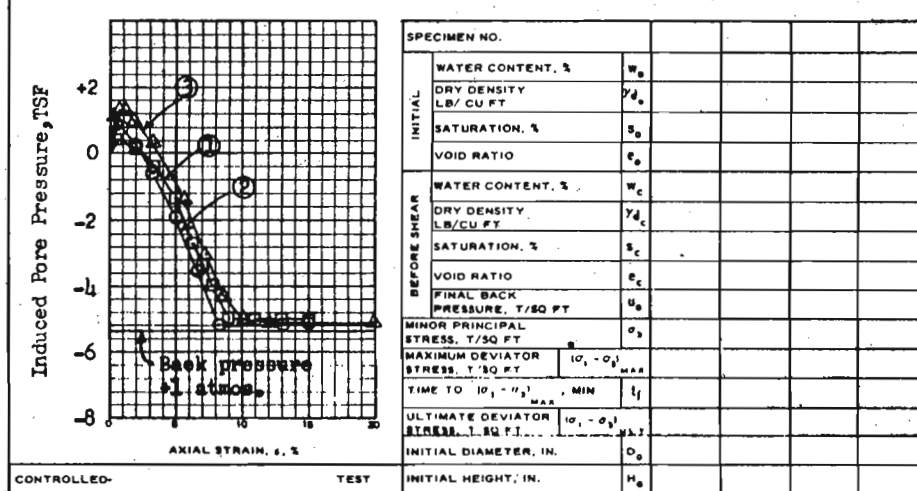 Induced Pore Pressure, TSF
+2
0
-2
-4
-6
-8
3
1
2
Back pressure
+1 atmos.
0 5 10 15 20
AXIAL STRAIN, ε, %
CONTROLLED- TEST
SPECIMEN NO.
INITIAL
WATER CONTENT, % w₀
DRY DENSITY
LB/ CU FT γd₀
SATURATION, % S₀
VOID RATIO e₀
BEFORE SHEAR
WATER CONTENT, % wc
DRY DENSITY
LB/CU FT γdc
SATURATION, % Sc
VOID RATIO ec
FINAL BACK
PRESSURE, T/SQ FT u₀
MINOR PRINCIPAL
STRESS, T/SQ FT σ₃
MAXIMUM DEVIATOR
STRESS, T/SQ FT (σ₁ - σ₃) MAX
TIME TO (σ₁ - σ₃) MAX, MIN tf
ULTIMATE DEVIATOR
STRESS, T/SQ FT (σ₁ - σ₃) ULT
INITIAL DIAMETER, IN. D₀
INITIAL HEIGHT, IN. H₀